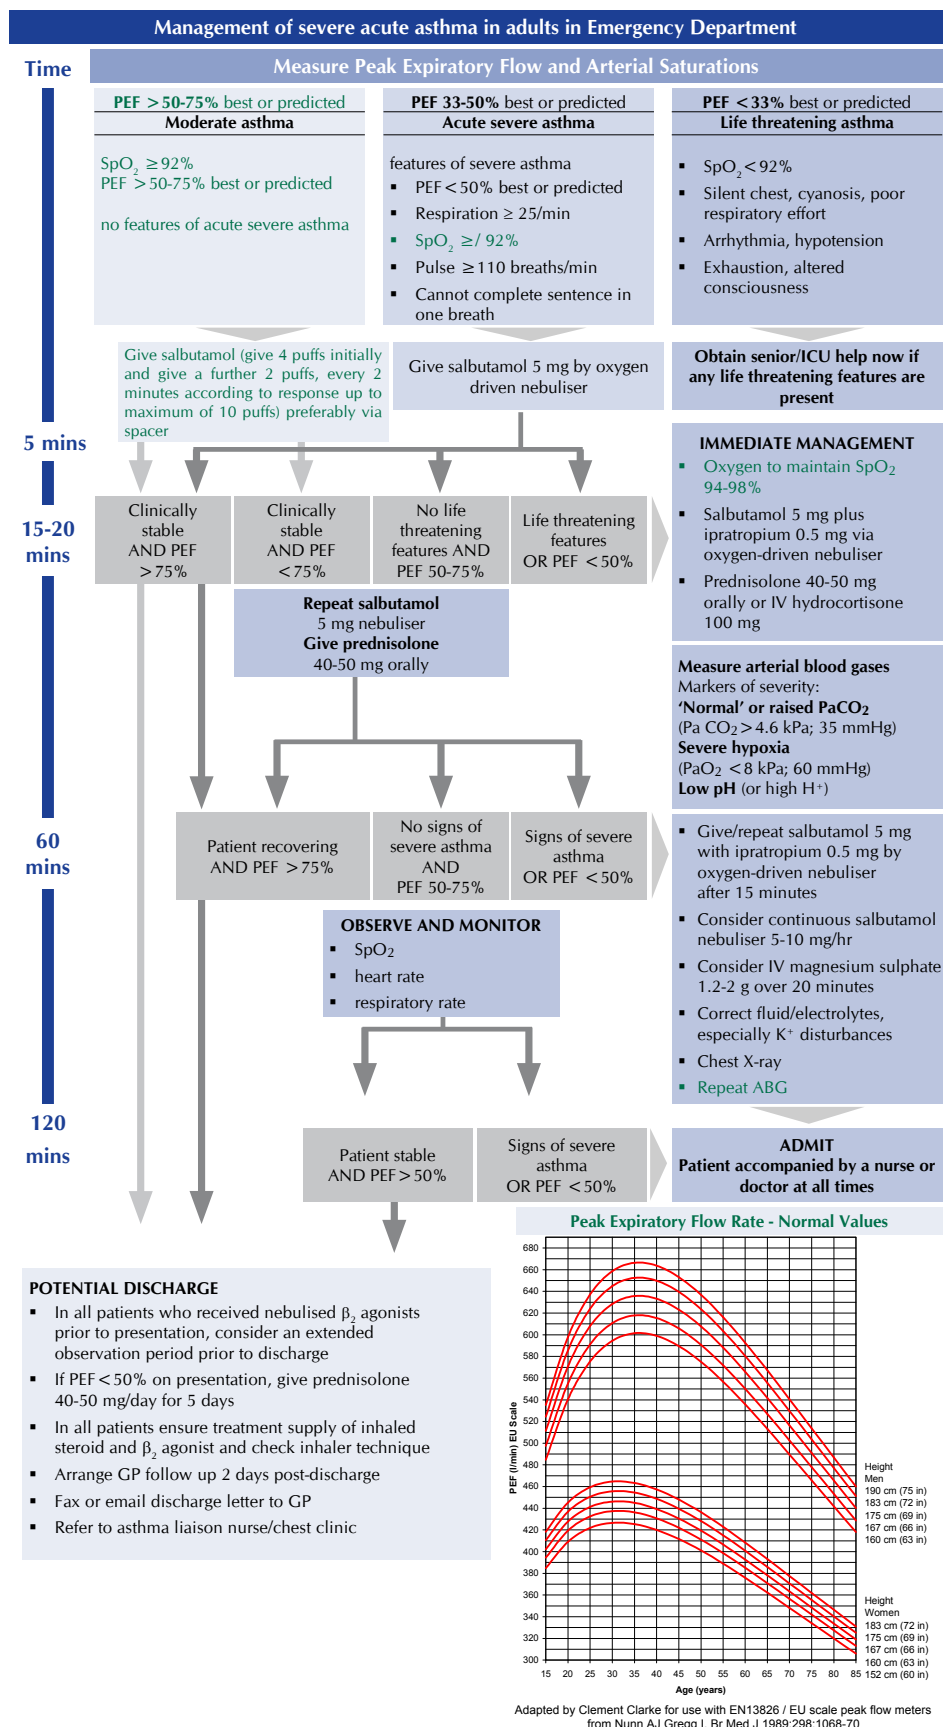 Management of severe acute asthma in adults in Emergency Department
Time
Measure Peak Expiratory Flow and Arterial Saturations
PEF >50-75% best or predicted
Moderate asthma
SpO2 ≥92%
PEF >50-75% best or predicted
no features of acute severe asthma
PEF 33-50% best or predicted
Acute severe asthma
features of severe asthma
▪ PEF<50% best or predicted
▪ Respiration ≥ 25/min
▪ SpO2 ≥/ 92%
▪ Pulse ≥110 breaths/min
▪ Cannot complete sentence in
one breath
PEF <33% best or predicted
Life threatening asthma
▪ SpO2<92%
▪ Silent chest, cyanosis, poor
respiratory effort
▪ Arrhythmia, hypotension
▪ Exhaustion, altered
consciousness
Give salbutamol (give 4 puffs initially
and give a further 2 puffs, every 2
minutes according to response up to
maximum of 10 puffs) preferably via
spacer
Give salbutamol 5 mg by oxygen
driven nebuliser
Obtain senior/ICU help now if
any life threatening features are
present
5 mins
IMMEDIATE MANAGEMENT
▪ Oxygen to maintain SpO2
94-98%
▪ Salbutamol 5 mg plus
ipratropium 0.5 mg via
oxygen-driven nebuliser
▪ Prednisolone 40-50 mg
orally or IV hydrocortisone
100 mg
15-20
mins
Clinically
stable
AND PEF
>75%
Clinically
stable
AND PEF
<75%
No life
threatening
features AND
PEF 50-75%
Life threatening
features
OR PEF <50%
Repeat salbutamol
5 mg nebuliser
Give prednisolone
40-50 mg orally
Measure arterial blood gases
Markers of severity:
'Normal' or raised PaCO2
(Pa CO2>4.6 kPa; 35 mmHg)
Severe hypoxia
(PaO2 <8 kPa; 60 mmHg)
Low pH (or high H+)
60
mins
Patient recovering
AND PEF >75%
No signs of
severe asthma
AND
PEF 50-75%
Signs of severe
asthma
OR PEF <50%
▪ Give/repeat salbutamol 5 mg
with ipratropium 0.5 mg by
oxygen-driven nebuliser
after 15 minutes
▪ Consider continuous salbutamol
nebuliser 5-10 mg/hr
▪ Consider IV magnesium sulphate
1.2-2 g over 20 minutes
▪ Correct fluid/electrolytes,
especially K+ disturbances
▪ Chest X-ray
▪ Repeat ABG
OBSERVE AND MONITOR
▪ SpO2
▪ heart rate
▪ respiratory rate
120
mins
Patient stable
AND PEF>50%
Signs of severe
asthma
OR PEF <50%
ADMIT
Patient accompanied by a nurse or
doctor at all times
POTENTIAL DISCHARGE
▪ In all patients who received nebulised β2 agonists
prior to presentation, consider an extended
observation period prior to discharge
▪ If PEF<50% on presentation, give prednisolone
40-50 mg/day for 5 days
▪ In all patients ensure treatment supply of inhaled
steroid and β2 agonist and check inhaler technique
▪ Arrange GP follow up 2 days post-discharge
▪ Fax or email discharge letter to GP
▪ Refer to asthma liaison nurse/chest clinic
Peak Expiratory Flow Rate - Normal Values
PEF (l/min) EU Scale
680
660
640
620
600
580
560
540
520
500
480
460
440
420
400
380
360
340
320
300
15 20 25 30 35 40 45 50 55 60 65 70 75 80 85
Age (years)
Height
Men
190 cm (75 in)
183 cm (72 in)
175 cm (69 in)
167 cm (66 in)
160 cm (63 in)
Height
Women
183 cm (72 in)
175 cm (69 in)
167 cm (66 in)
160 cm (63 in)
152 cm (60 in)
Adapted by Clement Clarke for use with EN13826 / EU scale peak flow meters
from Nunn AJ Gregg I, Br Med J 1989:298;1068-70